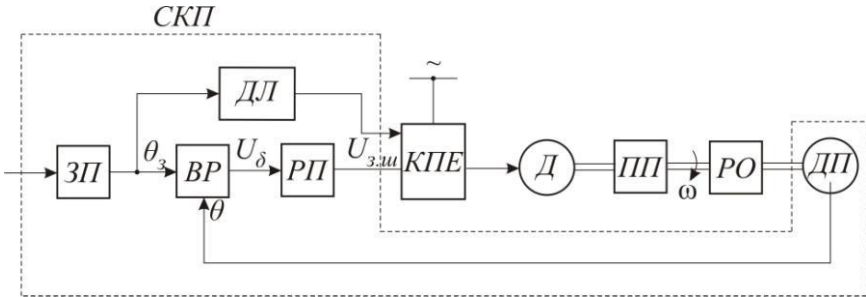 СКП
~
ДЛ
θз
Uδ
Uз.ш
ЗП
ВР
РП
КПЕ
Д
ПП
РО
ДП
θ
ω